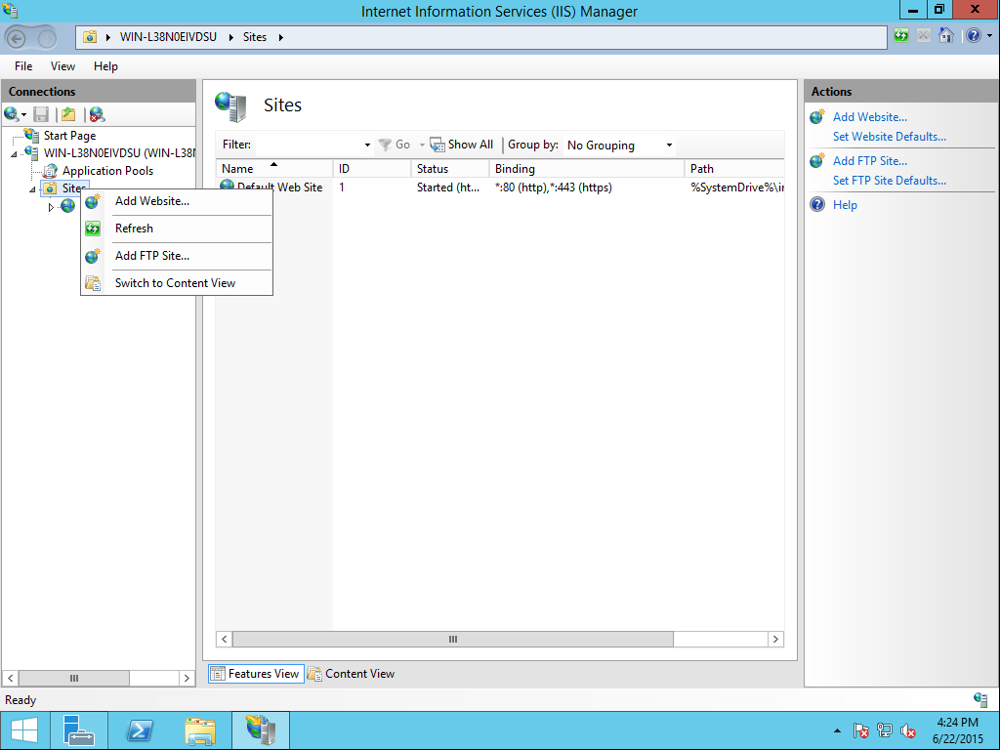 Internet Information Services (IIS) Manager
WIN-L38N0EIVDSU Sites
File View Help
Connections
Start Page
WIN-L38N0EIVDSU (WIN-L38
Application Pools
Sites
Add Website...
Refresh
Add FTP Site...
Switch to Content View
Sites
Filter: Go Show All Group by: No Grouping
Name ID Status Binding Path
Default Web Site 1 Started (ht... *:80 (http),*:443 (https) %SystemDrive%\in
Features View Content View
Actions
Add Website...
Set Website Defaults...
Add FTP Site...
Set FTP Site Defaults...
Help
Ready
4:24 PM
6/22/2015